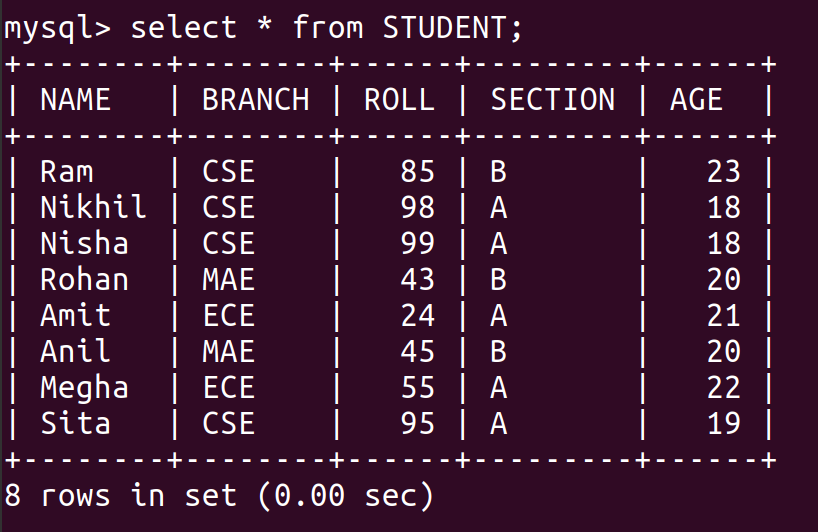 mysql> select * from STUDENT;
+--------+--------+------+---------+------+
| NAME   | BRANCH | ROLL | SECTION | AGE  |
+--------+--------+------+---------+------+
| Ram    | CSE    |   85 | B       |   23 |
| Nikhil | CSE    |   98 | A       |   18 |
| Nisha  | CSE    |   99 | A       |   18 |
| Rohan  | MAE    |   43 | B       |   20 |
| Amit   | ECE    |   24 | A       |   21 |
| Anil   | MAE    |   45 | B       |   20 |
| Megha  | ECE    |   55 | A       |   22 |
| Sita   | CSE    |   95 | A       |   19 |
+--------+--------+------+---------+------+
8 rows in set (0.00 sec)